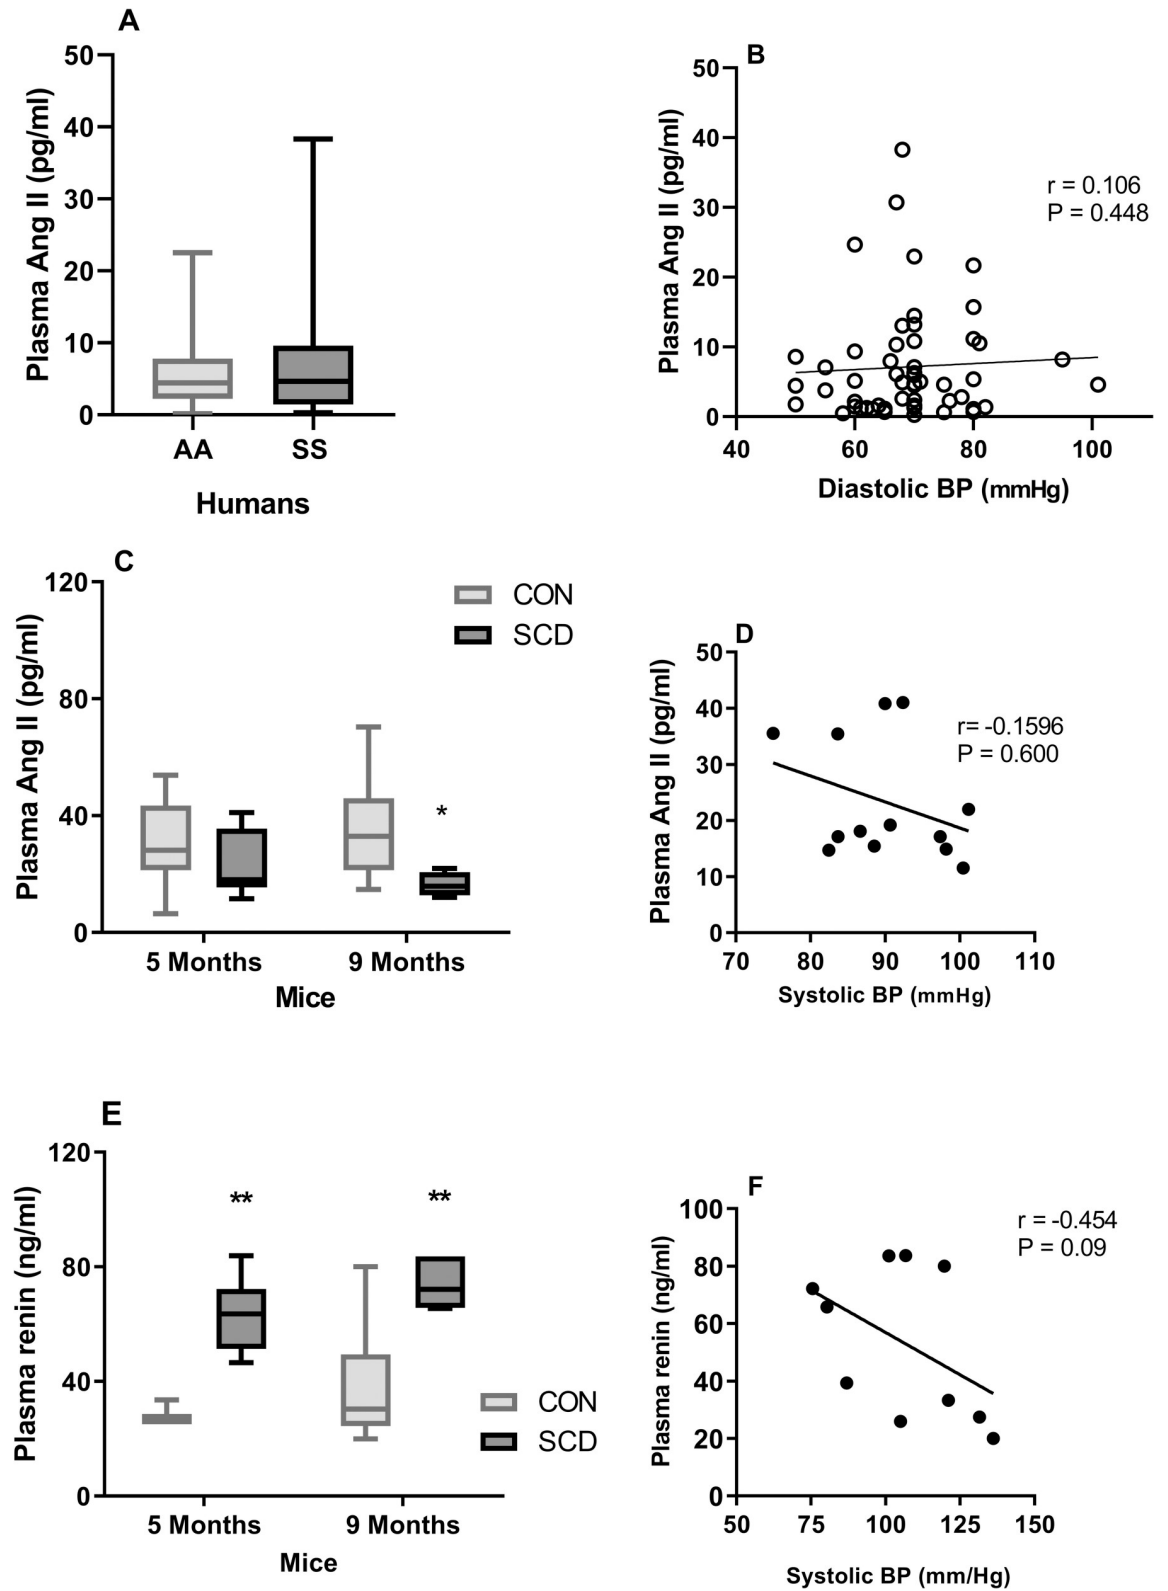 A
50
40
30
20
10
0
Plasma Ang II (pg/ml)
AA SS
Humans
B
50
40
30
20
10
0
Plasma Ang II (pg/ml)
r = 0.106
P = 0.448
40 60 80 100
Diastolic BP (mmHg)
C
120
80
40
0
Plasma Ang II (pg/ml)
CON
SCD
*
5 Months 9 Months
Mice
D
50
40
30
20
10
0
Plasma Ang II (pg/ml)
r= -0.1596
P = 0.600
70 80 90 100 110
Systolic BP (mmHg)
E
120
80
40
0
Plasma renin (ng/ml)
** **
CON
SCD
5 Months 9 Months
Mice
F
100
80
60
40
20
0
Plasma renin (ng/ml)
r = -0.454
P = 0.09
50 75 100 125 150
Systolic BP (mm/Hg)